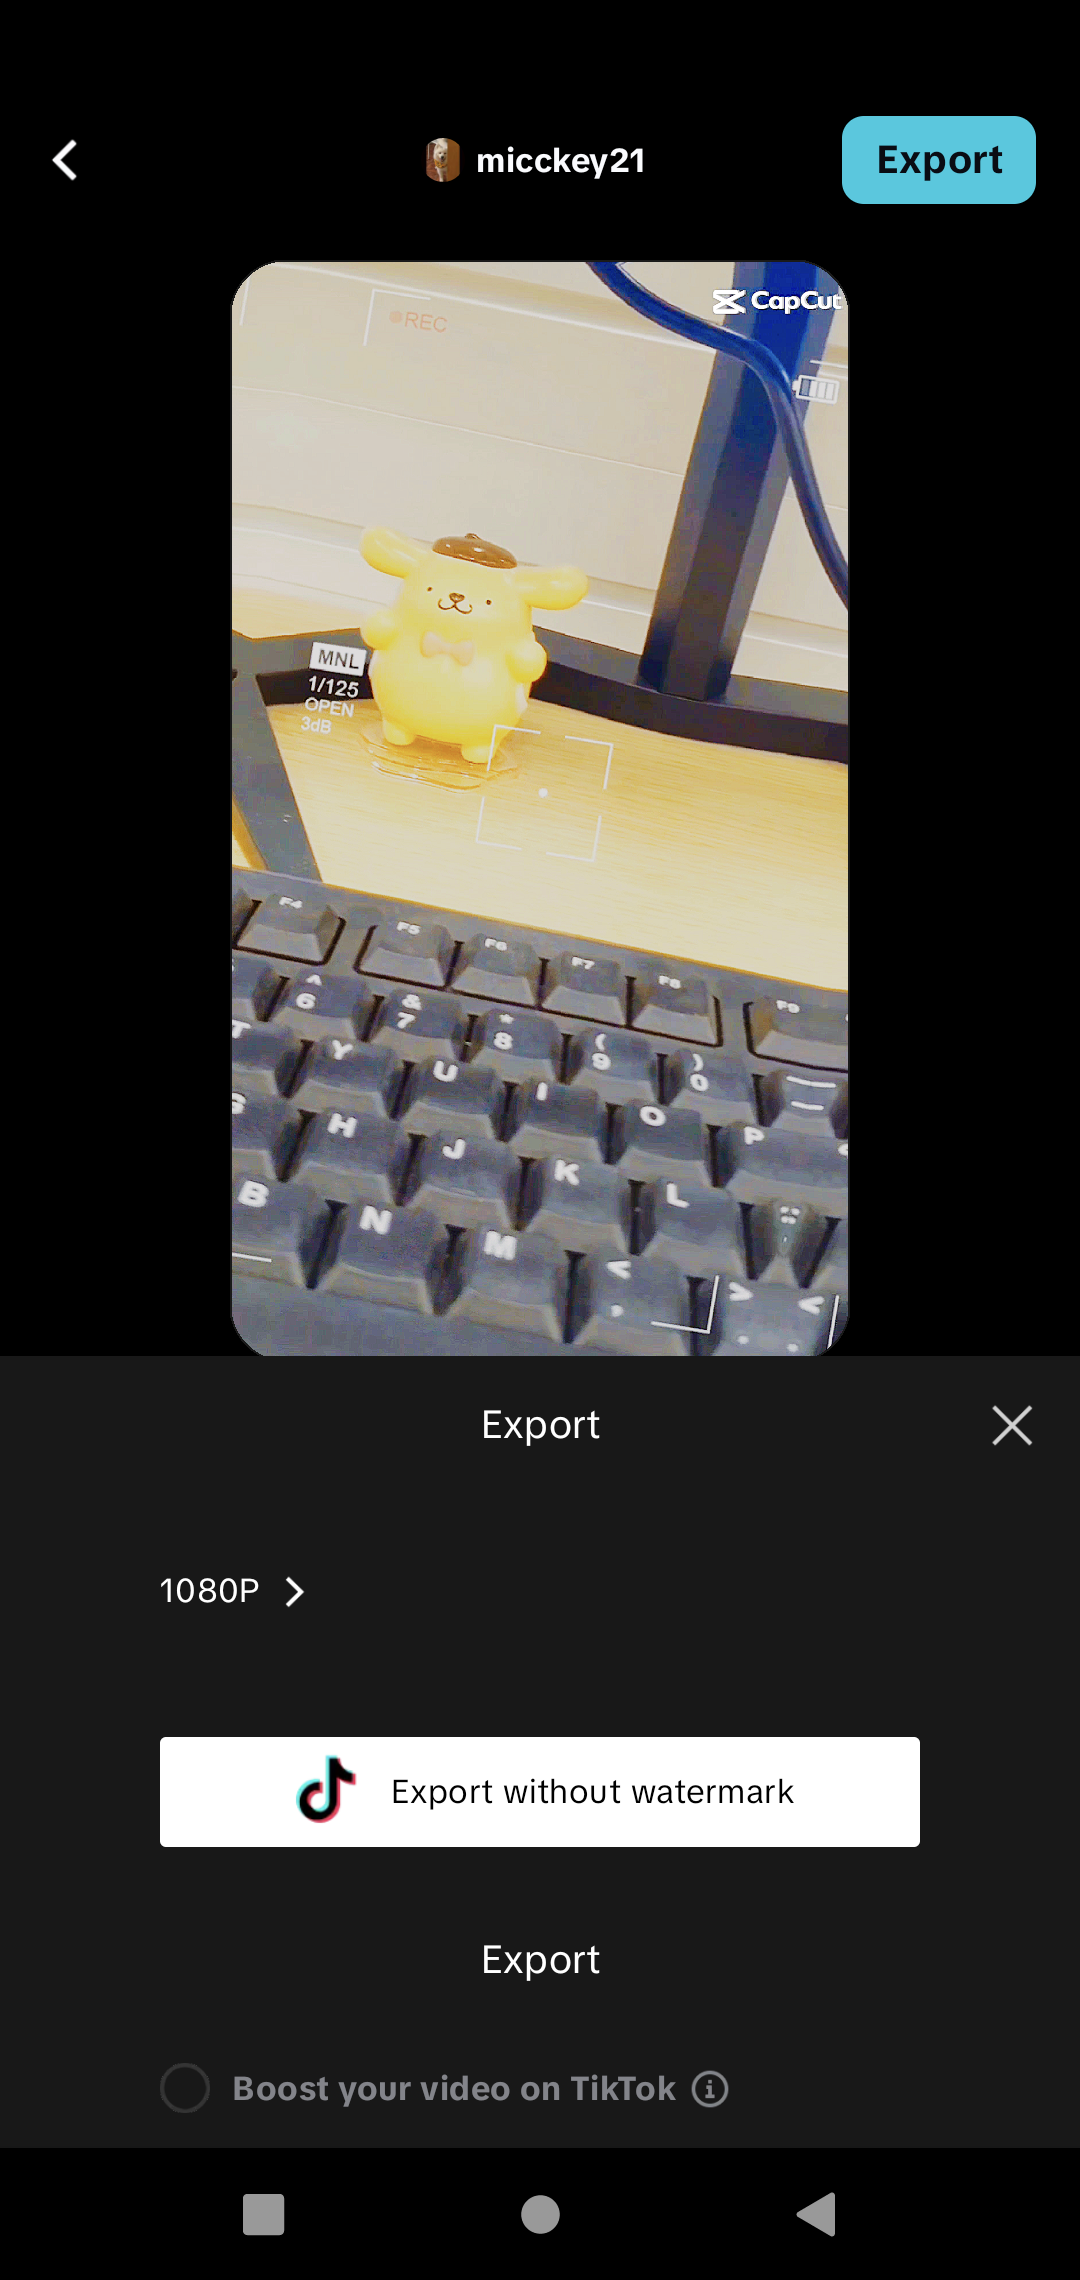 micckey21
Export
CapCut
REC
MNL
1/125
OPEN
3dB
F4
F5
F6
F7
F8
F9
^
6
&
7
*
8
(
9
)
0
T
Y
U
I
O
P
G
H
J
K
L
B
N
M
<
,
>
.
<
Export
1080P
Export without watermark
Export
Boost your video on TikTok